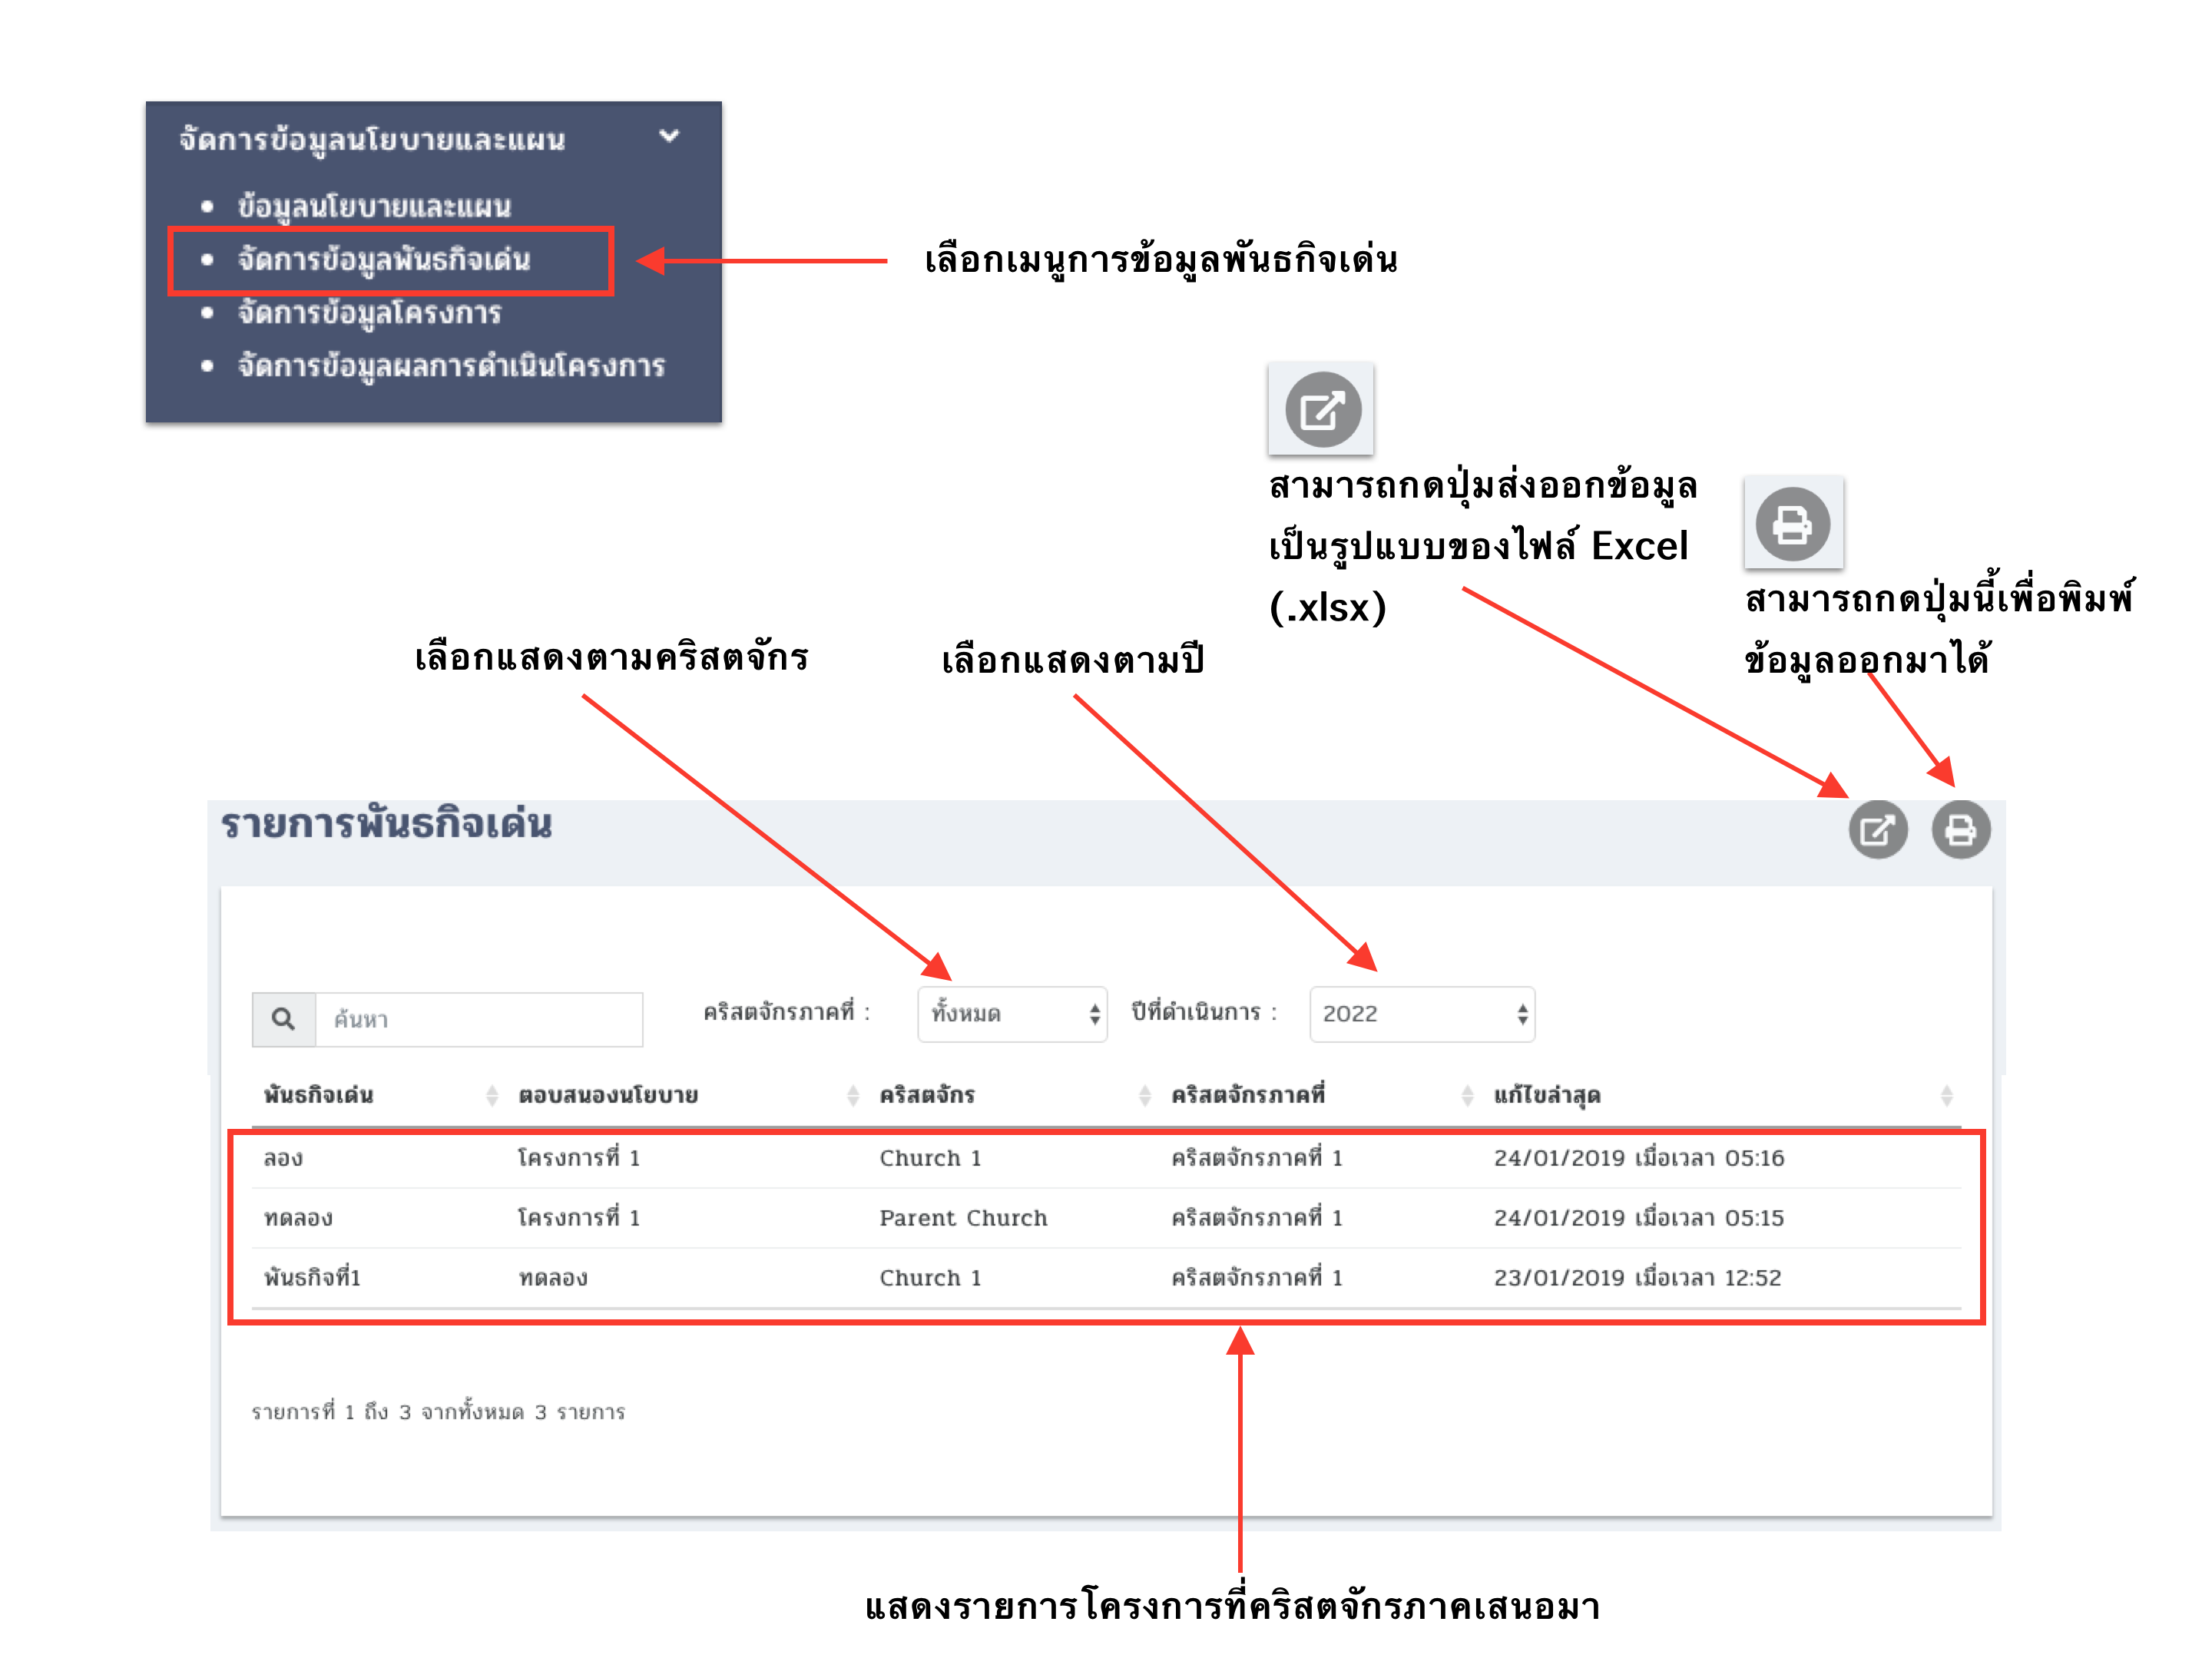 จัดการข้อมูลนโยบายและแผน
ข้อมูลนโยบายและแผน
จัดการข้อมูลพันธกิจเด่น
จัดการข้อมูลโครงการ
จัดการข้อมูลผลการดำเนินโครงการ
เลือกเมนูการข้อมูลพันธกิจเด่น
สามารถกดปุ่มส่งออกข้อมูล
เป็นรูปแบบของไฟล์ Excel
(.xlsx)
สามารถกดปุ่มนี้เพื่อพิมพ์
ข้อมูลออกมาได้
เลือกแสดงตามคริสตจักร
เลือกแสดงตามปี
รายการพันธกิจเด่น
ค้นหา คริสตจักรภาคที่ : ทั้งหมด ปีที่ดำเนินการ : 2022
พันธกิจเด่น ตอบสนองนโยบาย คริสตจักร คริสตจักรภาคที่ แก้ไขล่าสุด
ลอง โครงการที่ 1 Church 1 คริสตจักรภาคที่ 1 24/01/2019 เมื่อเวลา 05:16
ทดลอง โครงการที่ 1 Parent Church คริสตจักรภาคที่ 1 24/01/2019 เมื่อเวลา 05:15
พันธกิจที่1 ทดลอง Church 1 คริสตจักรภาคที่ 1 23/01/2019 เมื่อเวลา 12:52
รายการที่ 1 ถึง 3 จากทั้งหมด 3 รายการ
แสดงรายการโครงการที่คริสตจักรภาคเสนอมา